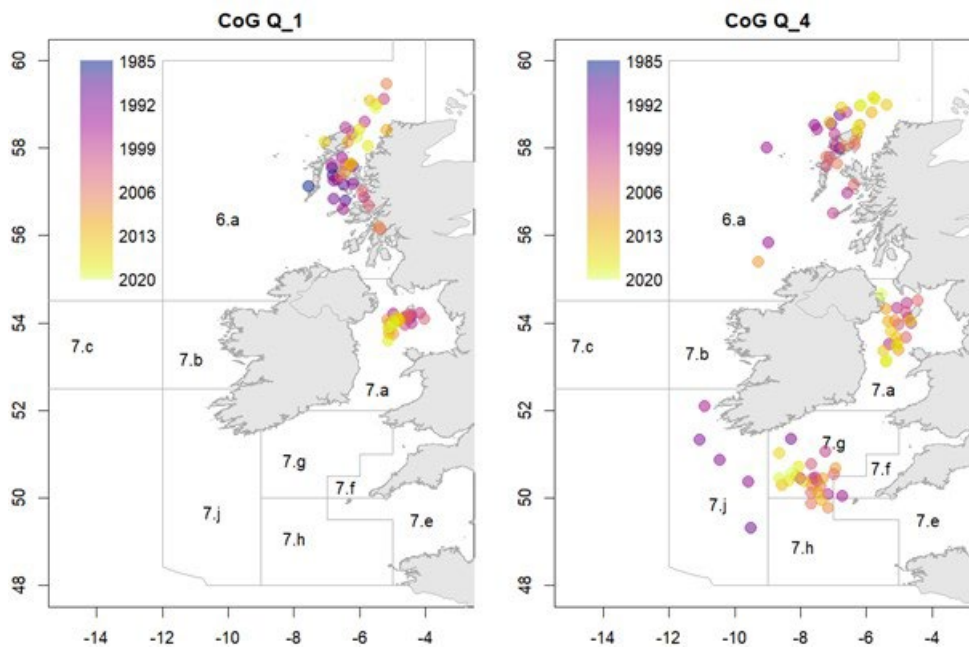 CoG Q_1
60
58
56
54
52
50
48
1985
1992
1999
2006
2013
2020
6.a
7.c
7.b
7.a
7.g
7.f
7.j
7.e
7.h
-14 -12 -10 -8 -6 -4
CoG Q_4
60
58
56
54
52
50
48
1985
1992
1999
2006
2013
2020
6.a
7.c
7.b
7.a
7.g
7.f
7.j
7.e
7.h
-14 -12 -10 -8 -6 -4